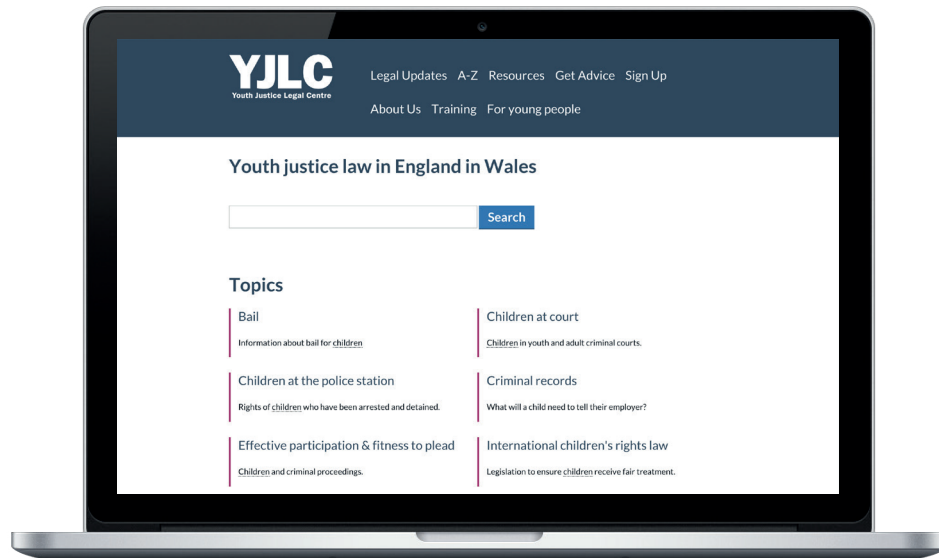 YJLC
Youth Justice Legal Centre
Legal Updates A-Z Resources Get Advice Sign Up
About Us Training For young people
Youth justice law in England in Wales
Search
Topics
Bail
Information about bail for children
Children at court
Children in youth and adult criminal courts.
Children at the police station
Rights of children who have been arrested and detained.
Criminal records
What will a child need to tell their employer?
Effective participation & fitness to plead
Children and criminal proceedings.
International children's rights law
Legislation to ensure children receive fair treatment.